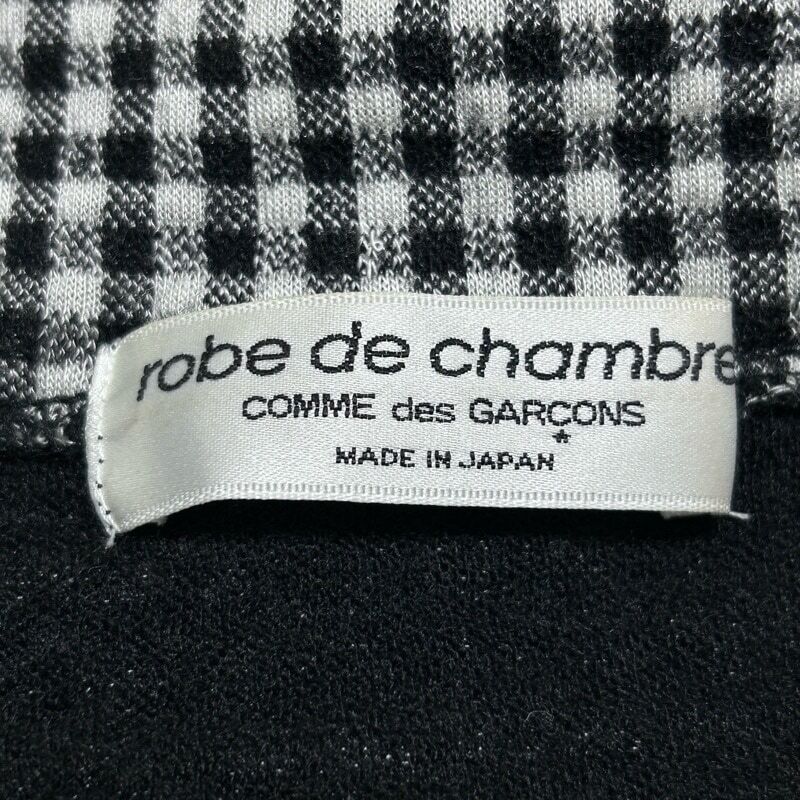 robe de chambre
COMME des GARÇONS
MADE IN JAPAN